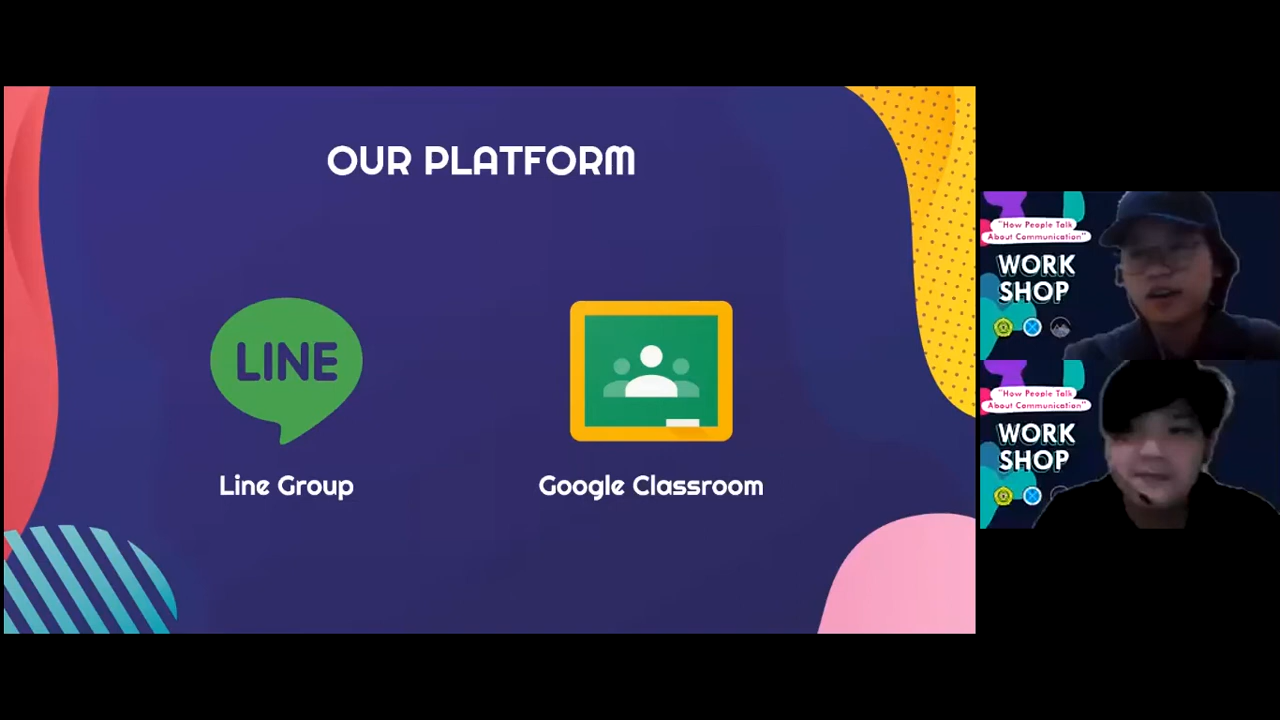 OUR PLATFORM
LINE
Line Group
Google Classroom
"How People Talk
About Communication"
WORK
SHOP
"How People Talk
About Communication"
WORK
SHOP